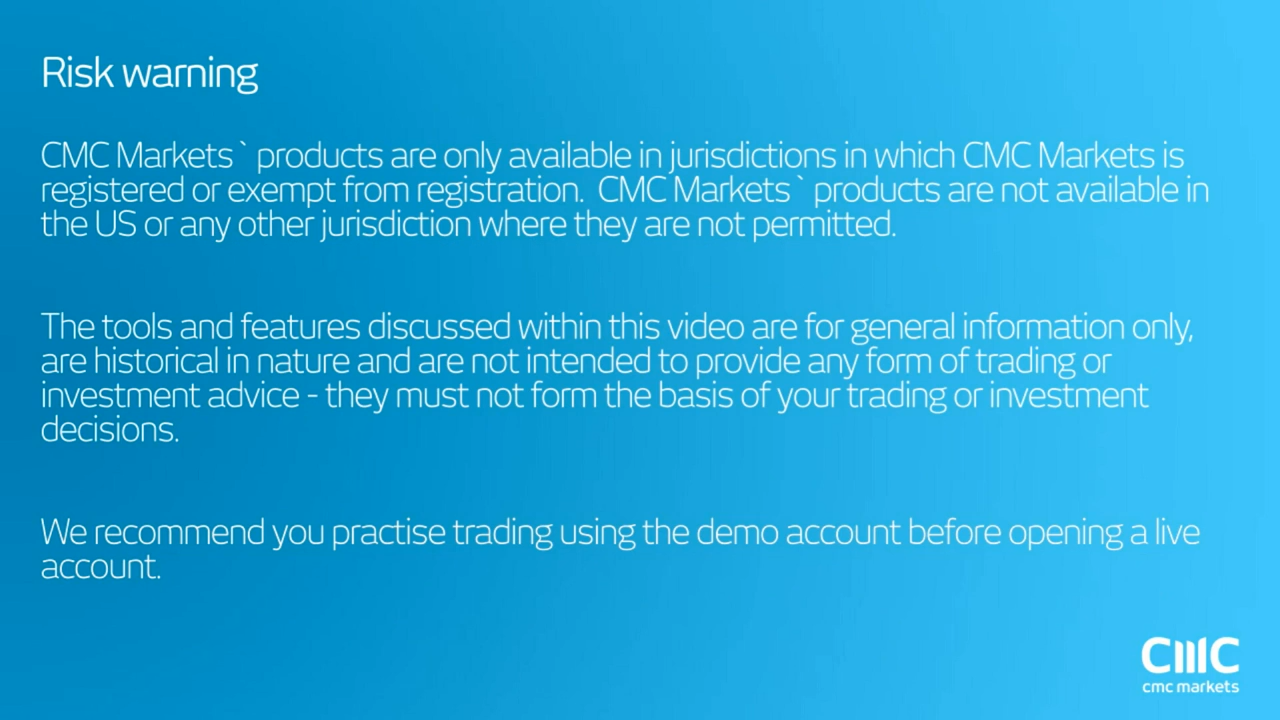 Risk warning
CMC Markets` products are only available in jurisdictions in which CMC Markets is
registered or exempt from registration.  CMC Markets` products are not available in
the US or any other jurisdiction where they are not permitted.
The tools and features discussed within this video are for general information only,
are historical in nature and are not intended to provide any form of trading or
investment advice - they must not form the basis of your trading or investment
decisions.
We recommend you practise trading using the demo account before opening a live
account.
CMC
cmc markets